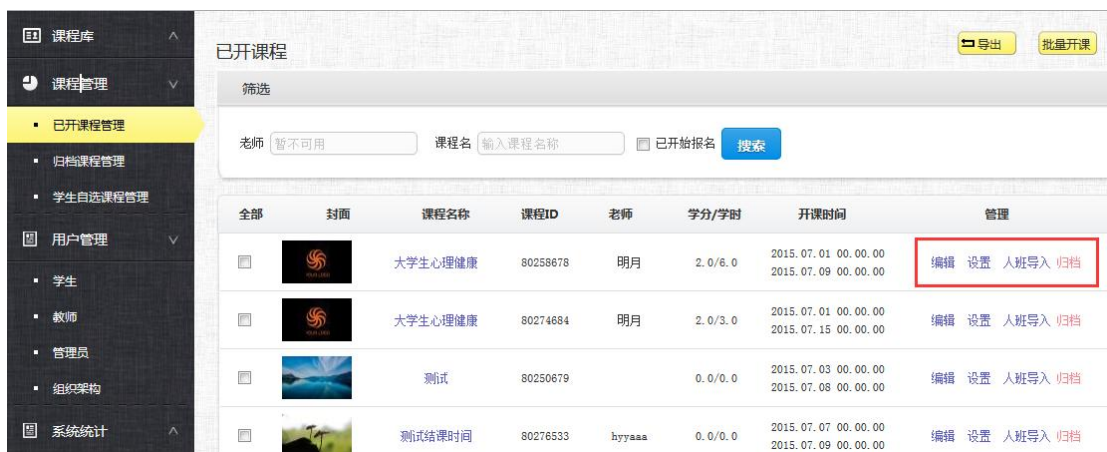 课程库
课程管理
已开课程管理
归档课程管理
学生自选课程管理
用户管理
学生
教师
管理员
组织架构
系统统计
已开课程
导出
批量开课
筛选
老师 暂不可用 课程名 输入课程名称 已开始报名 搜索
全部 封面 课程名称 课程ID 老师 学分/学时 开课时间 管理
大学生心理健康 80258678 明月 2.0/6.0 2015.07.01 00.00.00 编辑 设置 人班导入 归档
2015.07.09 00.00.00
大学生心理健康 80274684 明月 2.0/3.0 2015.07.01 00.00.00 编辑 设置 人班导入 归档
2015.07.15 00.00.00
测试 80250679 0.0/0.0 2015.07.03 00.00.00 编辑 设置 人班导入 归档
2015.07.08 00.00.00
测试结课时间 80276533 hyyaaa 0.0/0.0 2015.07.07 00.00.00 编辑 设置 人班导入 归档
2015.07.09 00.00.00